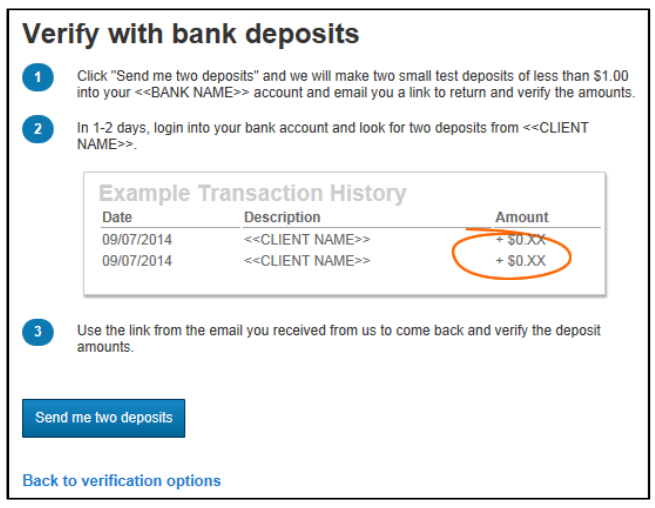 Verify with bank deposits
1 Click "Send me two deposits" and we will make two small test deposits of less than $1.00
into your <<BANK NAME>> account and email you a link to return and verify the amounts.
2 In 1-2 days, login into your bank account and look for two deposits from <<CLIENT
NAME>>.
Example Transaction History
Date Description Amount
09/07/2014 <<CLIENT NAME>> + $0.XX
09/07/2014 <<CLIENT NAME>> + $0.XX
3 Use the link from the email you received from us to come back and verify the deposit
amounts.
Send me two deposits
Back to verification options